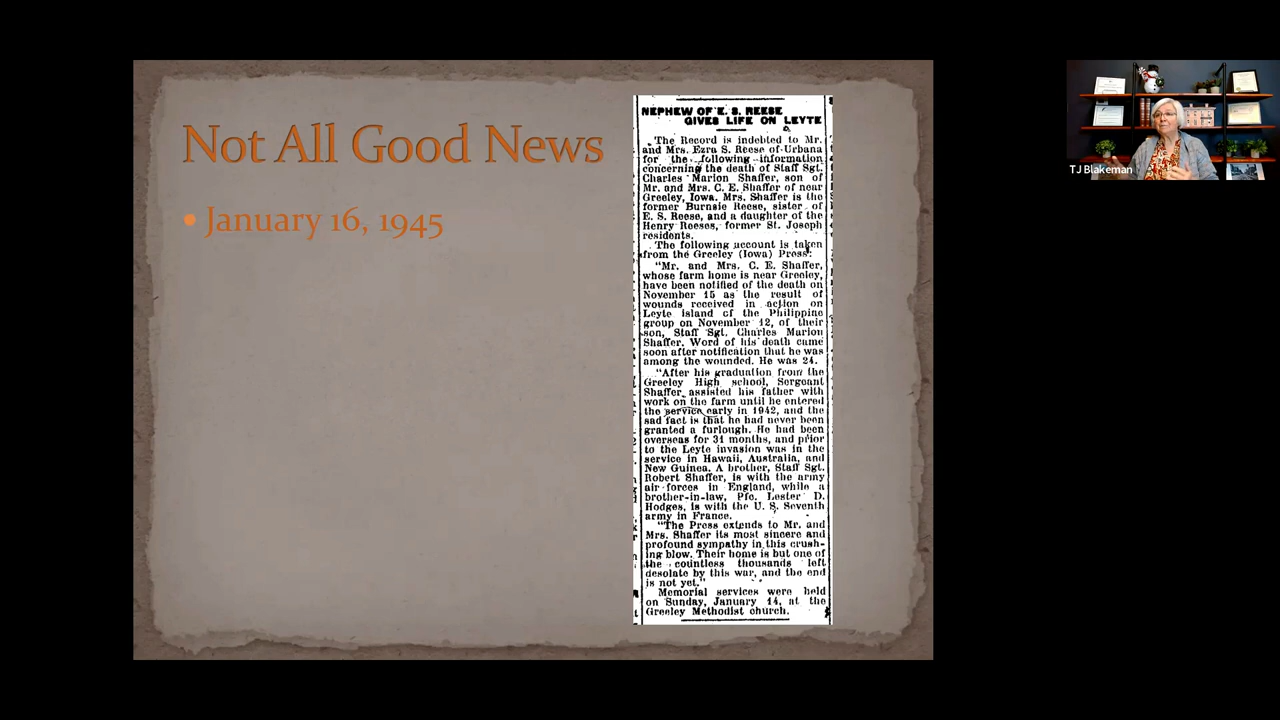 Not All Good News
• January 16, 1945
NEPHEW OF E. S. REESE
GIVES LIFE ON LEYTE
The Record is indebted to Mr.
and Mrs. Ezra S. Reese of Urbana
for the following information
concerning the death of Staff Sgt.
Charles Marion Shaffer, son of
Mr. and Mrs. C. E. Shaffer of near
Greeley, Iowa. Mrs. Shaffer is the
former Burnsie Reese, sister of
E. S. Reese, and a daughter of the
Henry Reeses, former St. Joseph
residents.
The following account is taken
from the Greeley (Iowa) Press:
"Mr. and Mrs. C. E. Shaffer,
whose farm home is near Greeley,
have been notified of the death on
November 15 as the result of
wounds received in action on
Leyte island of the Philippine
group on November 12, of their
son, Staff Sgt. Charles Marion
Shaffer. Word of his death came
soon after notification that he was
among the wounded. He was 24.
"After his graduation from the
Greeley High school, Sergeant
Shaffer assisted his father with
work on the farm until he entered
the service early in 1942, and the
sad fact is that he had never been
granted a furlough. He had been
overseas for 31 months, and prior
to the Leyte invasion was in the
service in Hawaii, Australia, and
New Guinea. A brother, Staff Sgt.
Robert Shaffer, is with the army
air forces in England, while a
brother-in-law, Pfc. Lester D.
Hodges, is with the U. S. Seventh
army in France.
"The Press extends to Mr. and
Mrs. Shaffer its most sincere and
profound sympathy in this crush-
ing blow. Their home is but one of
the countless thousands left
desolate by this war, and the end
is not yet."
Memorial services were held
on Sunday, January 14, at the
Greeley Methodist church.
TJ Blakeman